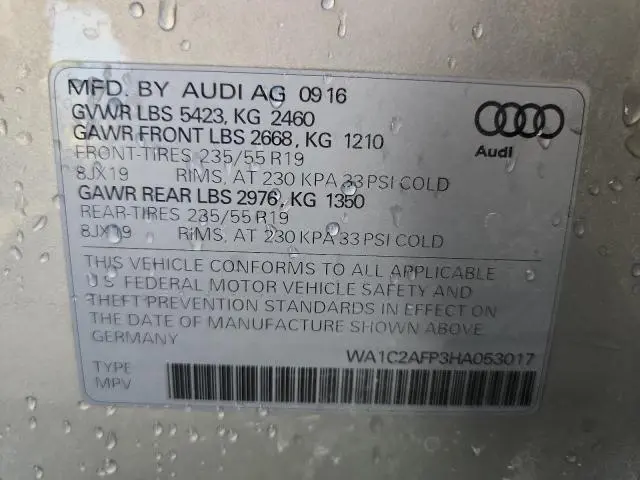 MFD. BY AUDI AG 0916
GVWR LBS 5423, KG 2460
GAWR FRONT LBS 2668, KG 1210
FRONT-TIRES 235/55 R19
8JX19 RIMS, AT 230 KPA 33 PSI COLD
GAWR REAR LBS 2976, KG 1350
REAR-TIRES 235/55 R19
8JX19 RIMS, AT 230 KPA 33 PSI COLD
Audi
THIS VEHICLE CONFORMS TO ALL APPLICABLE
U.S. FEDERAL MOTOR VEHICLE SAFETY AND
THEFT PREVENTION STANDARDS IN EFFECT ON
THE DATE OF MANUFACTURE SHOWN ABOVE.
GERMANY
WA1C2AFP3HA053017
TYPE
MPV